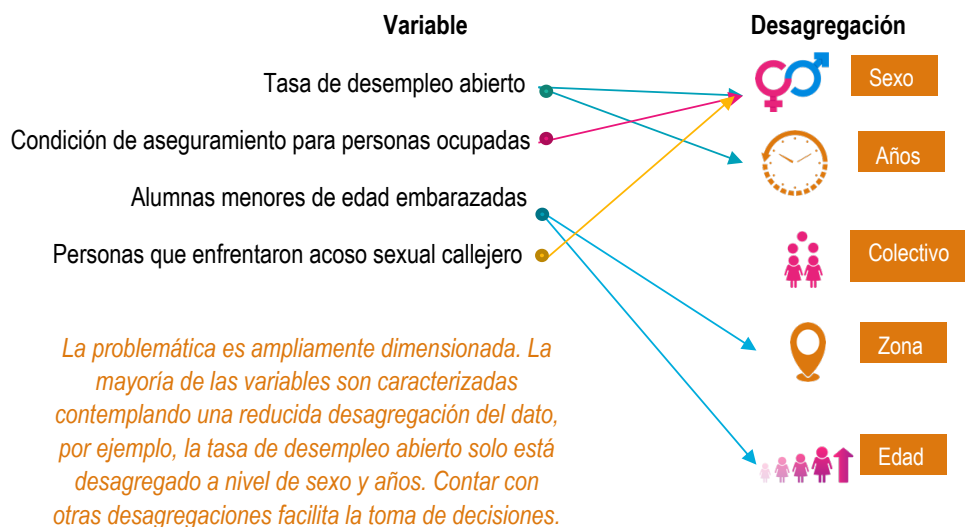 Variable
Desagregación
Tasa de desempleo abierto
Sexo
Condición de aseguramiento para personas ocupadas
Años
Alumnas menores de edad embarazadas
Personas que enfrentaron acoso sexual callejero
Colectivo
Zona
Edad
La problemática es ampliamente dimensionada. La
mayoría de las variables son caracterizadas
contemplando una reducida desagregación del dato,
por ejemplo, la tasa de desempleo abierto solo está
desagregado a nivel de sexo y años. Contar con
otras desagregaciones facilita la toma de decisiones.